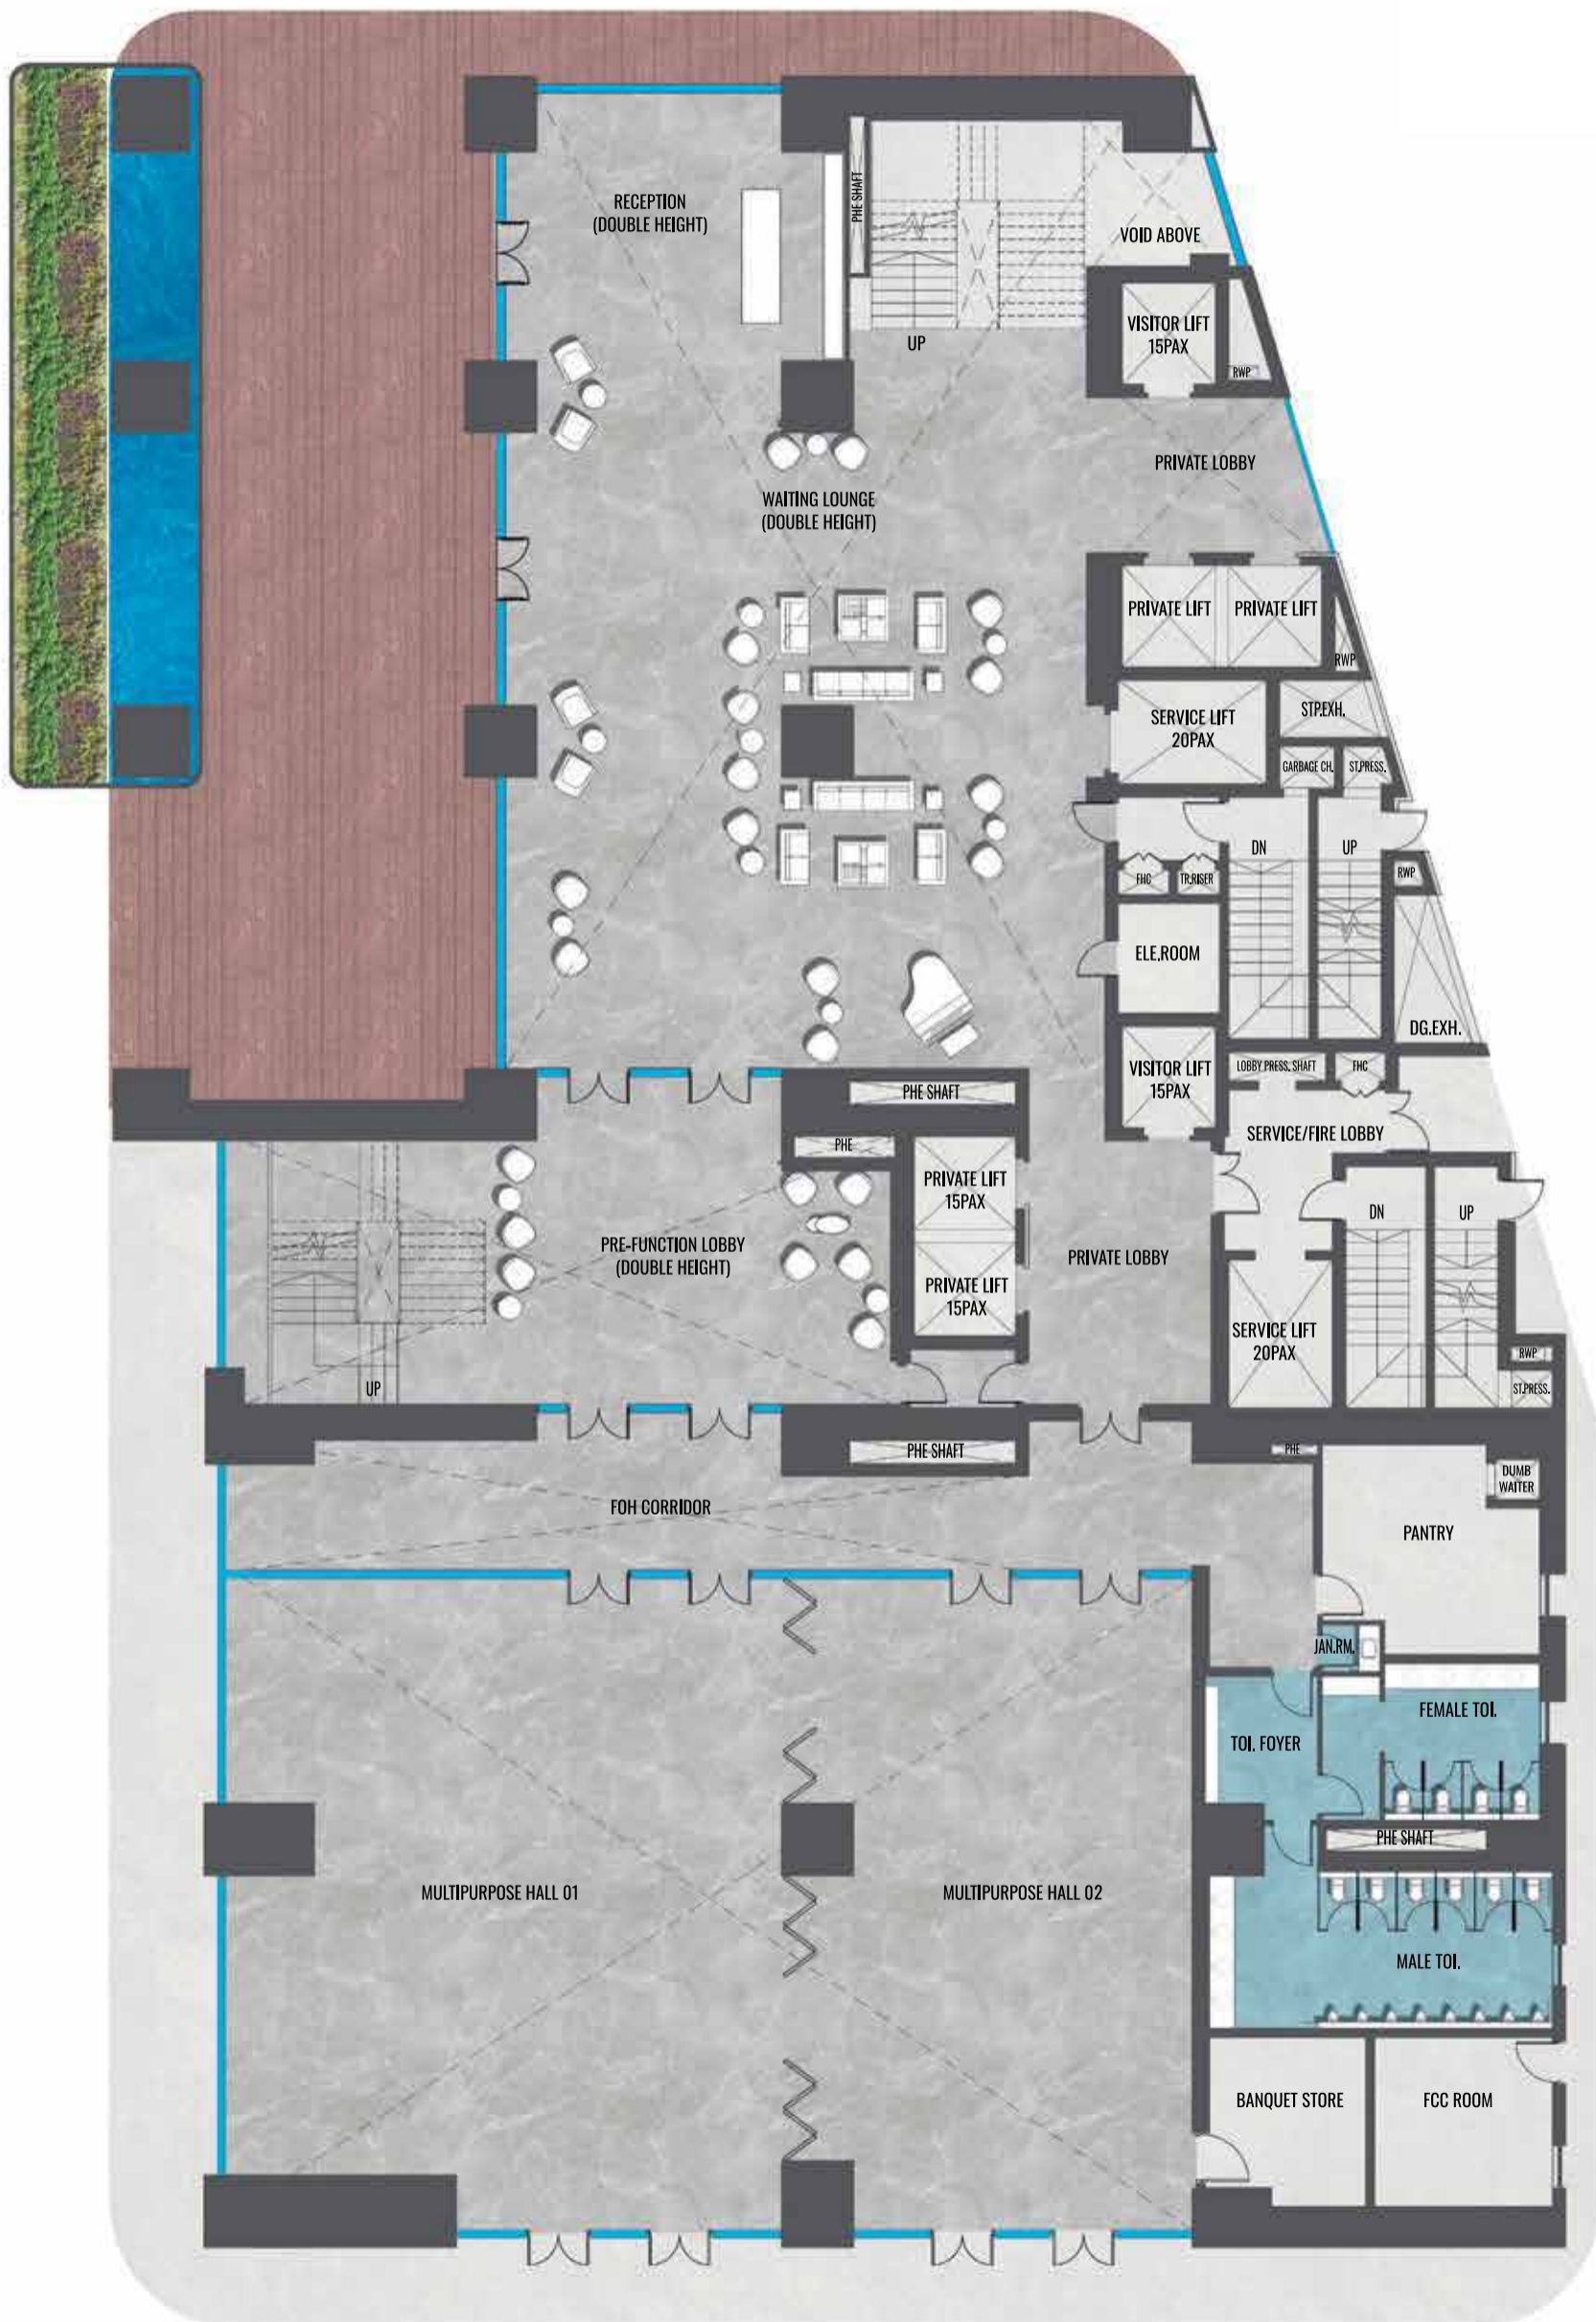 RECEPTION
(DOUBLE HEIGHT)
PHE SHAFT
VOID ABOVE
VISITOR LIFT
15PAX
UP
RWP
PRIVATE LOBBY
WAITING LOUNGE
(DOUBLE HEIGHT)
PRIVATE LIFT
PRIVATE LIFT
RWP
SERVICE LIFT
20PAX
STP.EXH.
GARBAGE CH.
ST.PRESS.
DN
UP
FHC
TR.RISER
RWP
ELE.ROOM
DG.EXH.
VISITOR LIFT
15PAX
LOBBY PRESS. SHAFT
FHC
PHE SHAFT
SERVICE/FIRE LOBBY
PHE
PRIVATE LIFT
15PAX
DN
UP
PRE-FUNCTION LOBBY
(DOUBLE HEIGHT)
PRIVATE LOBBY
PRIVATE LIFT
15PAX
SERVICE LIFT
20PAX
RWP
ST.PRESS.
UP
PHE SHAFT
PHE
DUMB
WAITER
FOH CORRIDOR
PANTRY
JAN.RM.
FEMALE TOI.
TOI. FOYER
PHE SHAFT
MULTIPURPOSE HALL 01
MULTIPURPOSE HALL 02
MALE TOI.
BANQUET STORE
FCC ROOM